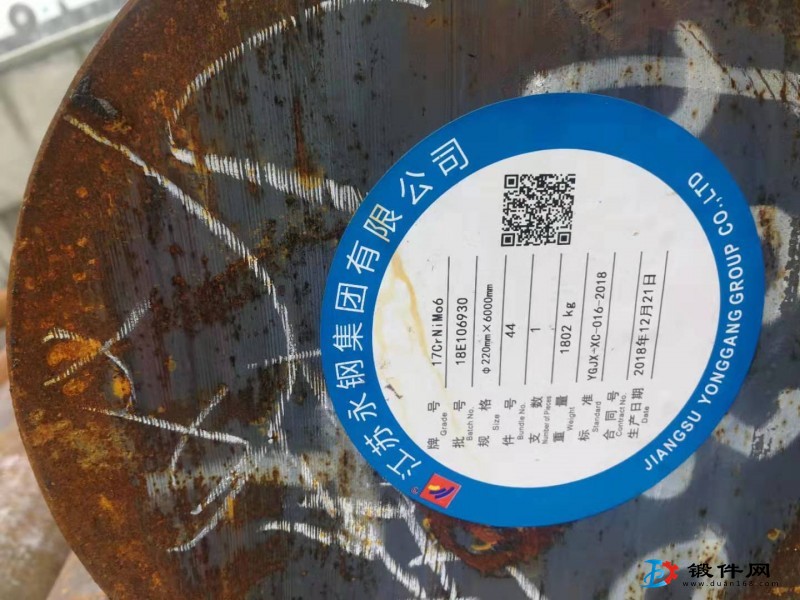 江苏永钢集团有限公司
牌 号 17CrNiMo6
Grade
批 号 18E106930
Batch No.
规 格 Φ220mm×6000mm
Size
件 号 44
Bundle No.
支 数 1
Number of Pieces
重 量 1802 kg
Weight
标 准 YGJX-XC-016-2018
Standard
合同号
Contract No.
生产日期 2018年12月21日
Date
JIANGSU YONGGANG GROUP CO.,LTD
锻件网
www.duan168.com